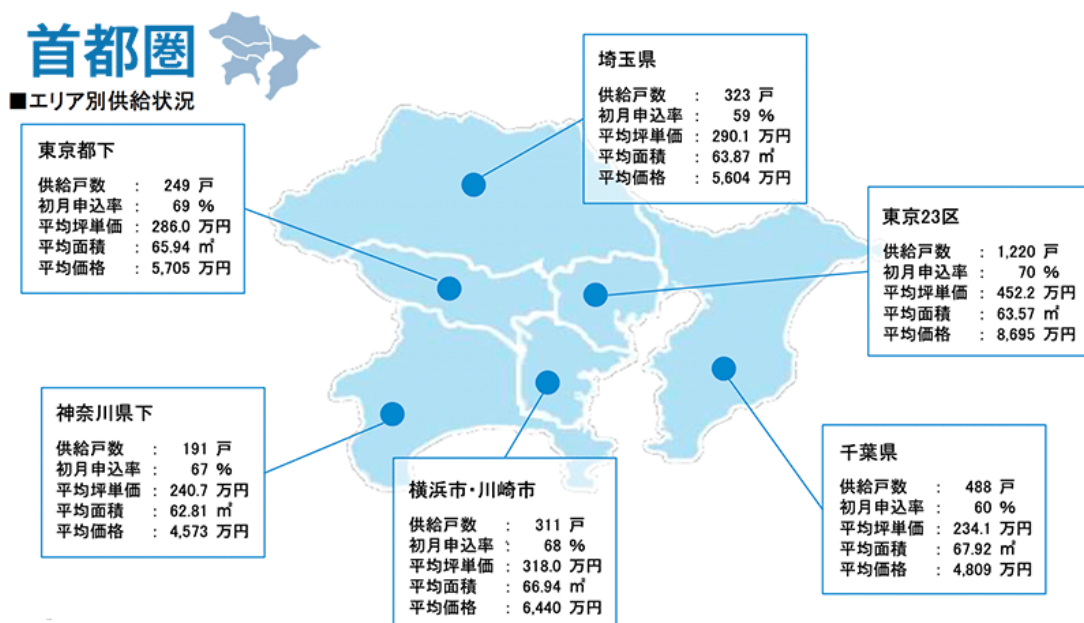 首都圏
■エリア別供給状況
埼玉県
供給戸数 : 323 戸
初月申込率 : 59 %
平均坪単価 : 290.1 万円
平均面積 : 63.87 ㎡
平均価格 : 5,604 万円
東京都下
供給戸数 : 249 戸
初月申込率 : 69 %
平均坪単価 : 286.0 万円
平均面積 : 65.94 ㎡
平均価格 : 5,705 万円
東京23区
供給戸数 : 1,220 戸
初月申込率 : 70 %
平均坪単価 : 452.2 万円
平均面積 : 63.57 ㎡
平均価格 : 8,695 万円
神奈川県下
供給戸数 : 191 戸
初月申込率 : 67 %
平均坪単価 : 240.7 万円
平均面積 : 62.81 ㎡
平均価格 : 4,573 万円
横浜市・川崎市
供給戸数 : 311 戸
初月申込率 : 68 %
平均坪単価 : 318.0 万円
平均面積 : 66.94 ㎡
平均価格 : 6,440 万円
千葉県
供給戸数 : 488 戸
初月申込率 : 60 %
平均坪単価 : 234.1 万円
平均面積 : 67.92 ㎡
平均価格 : 4,809 万円